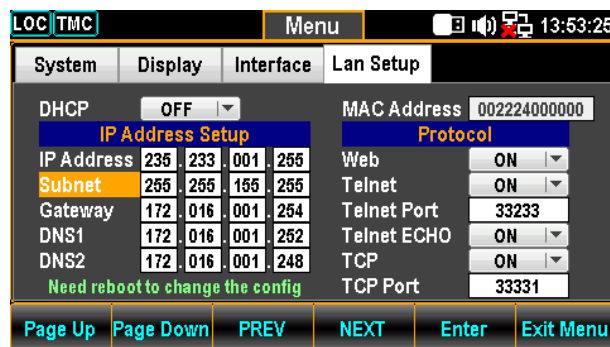 LOC TMC Menu 13:53:25
System Display Interface Lan Setup
DHCP OFF MAC Address 002224000000
IP Address Setup Protocol
IP Address 235 . 233 . 001 . 255 Web ON
Subnet 255 . 255 . 155 . 255 Telnet ON
Gateway 172 . 016 . 001 . 254 Telnet Port 33233
DNS1 172 . 016 . 001 . 252 Telnet ECHO ON
DNS2 172 . 016 . 001 . 248 TCP ON
Need reboot to change the config TCP Port 33331
Page Up Page Down PREV NEXT Enter Exit Menu